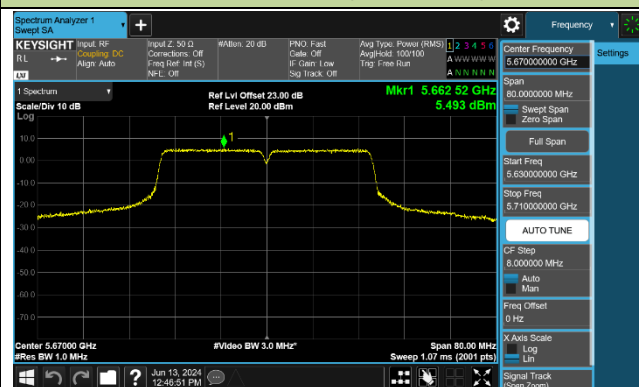 Spectrum Analyzer 1
Swept SA
Frequency
KEYSIGHT
Input: RF
Coupling: DC
Align: Auto
Input Z: 50 Ω
Corrections: Off
Freq Ref: Int (S)
NFE: Off
#Atten: 20 dB
PNO: Fast
Gate: Off
IF Gain: Low
Sig Track: Off
Avg Type: Power (RMS)
Avg|Hold: 100/100
Trig: Free Run
1 2 3 4 5 6
A W W W W W
A N N N N N
RL
LXI
Center Frequency
5.670000000 GHz
Settings
Span
80.0000000 MHz
Swept Span
Zero Span
Full Span
Start Freq
5.630000000 GHz
Stop Freq
5.710000000 GHz
AUTO TUNE
CF Step
8.000000 MHz
Auto
Man
Freq Offset
0 Hz
X Axis Scale
Log
Lin
Signal Track
(Span Zoom)
1 Spectrum
Scale/Div 10 dB
Log
Ref Lvl Offset 23.00 dB
Ref Level 20.00 dBm
Mkr1 5.662 52 GHz
5.493 dBm
1
10.0
0.00
-10.0
-20.0
-30.0
-40.0
-50.0
-60.0
-70.0
Center 5.67000 GHz
#Res BW 1.0 MHz
#Video BW 3.0 MHz*
Span 80.00 MHz
Sweep 1.07 ms (2001 pts)
Jun 13, 2024
12:46:51 PM